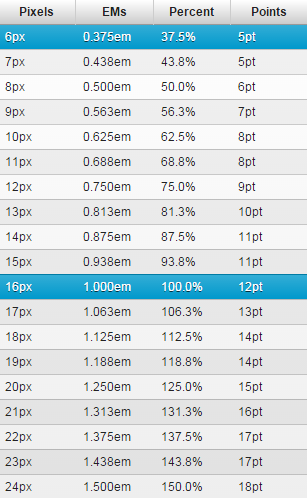 Pixels EMs Percent Points
6px 0.375em 37.5% 5pt
7px 0.438em 43.8% 5pt
8px 0.500em 50.0% 6pt
9px 0.563em 56.3% 7pt
10px 0.625em 62.5% 8pt
11px 0.688em 68.8% 8pt
12px 0.750em 75.0% 9pt
13px 0.813em 81.3% 10pt
14px 0.875em 87.5% 11pt
15px 0.938em 93.8% 11pt
16px 1.000em 100.0% 12pt
17px 1.063em 106.3% 13pt
18px 1.125em 112.5% 14pt
19px 1.188em 118.8% 14pt
20px 1.250em 125.0% 15pt
21px 1.313em 131.3% 16pt
22px 1.375em 137.5% 17pt
23px 1.438em 143.8% 17pt
24px 1.500em 150.0% 18pt